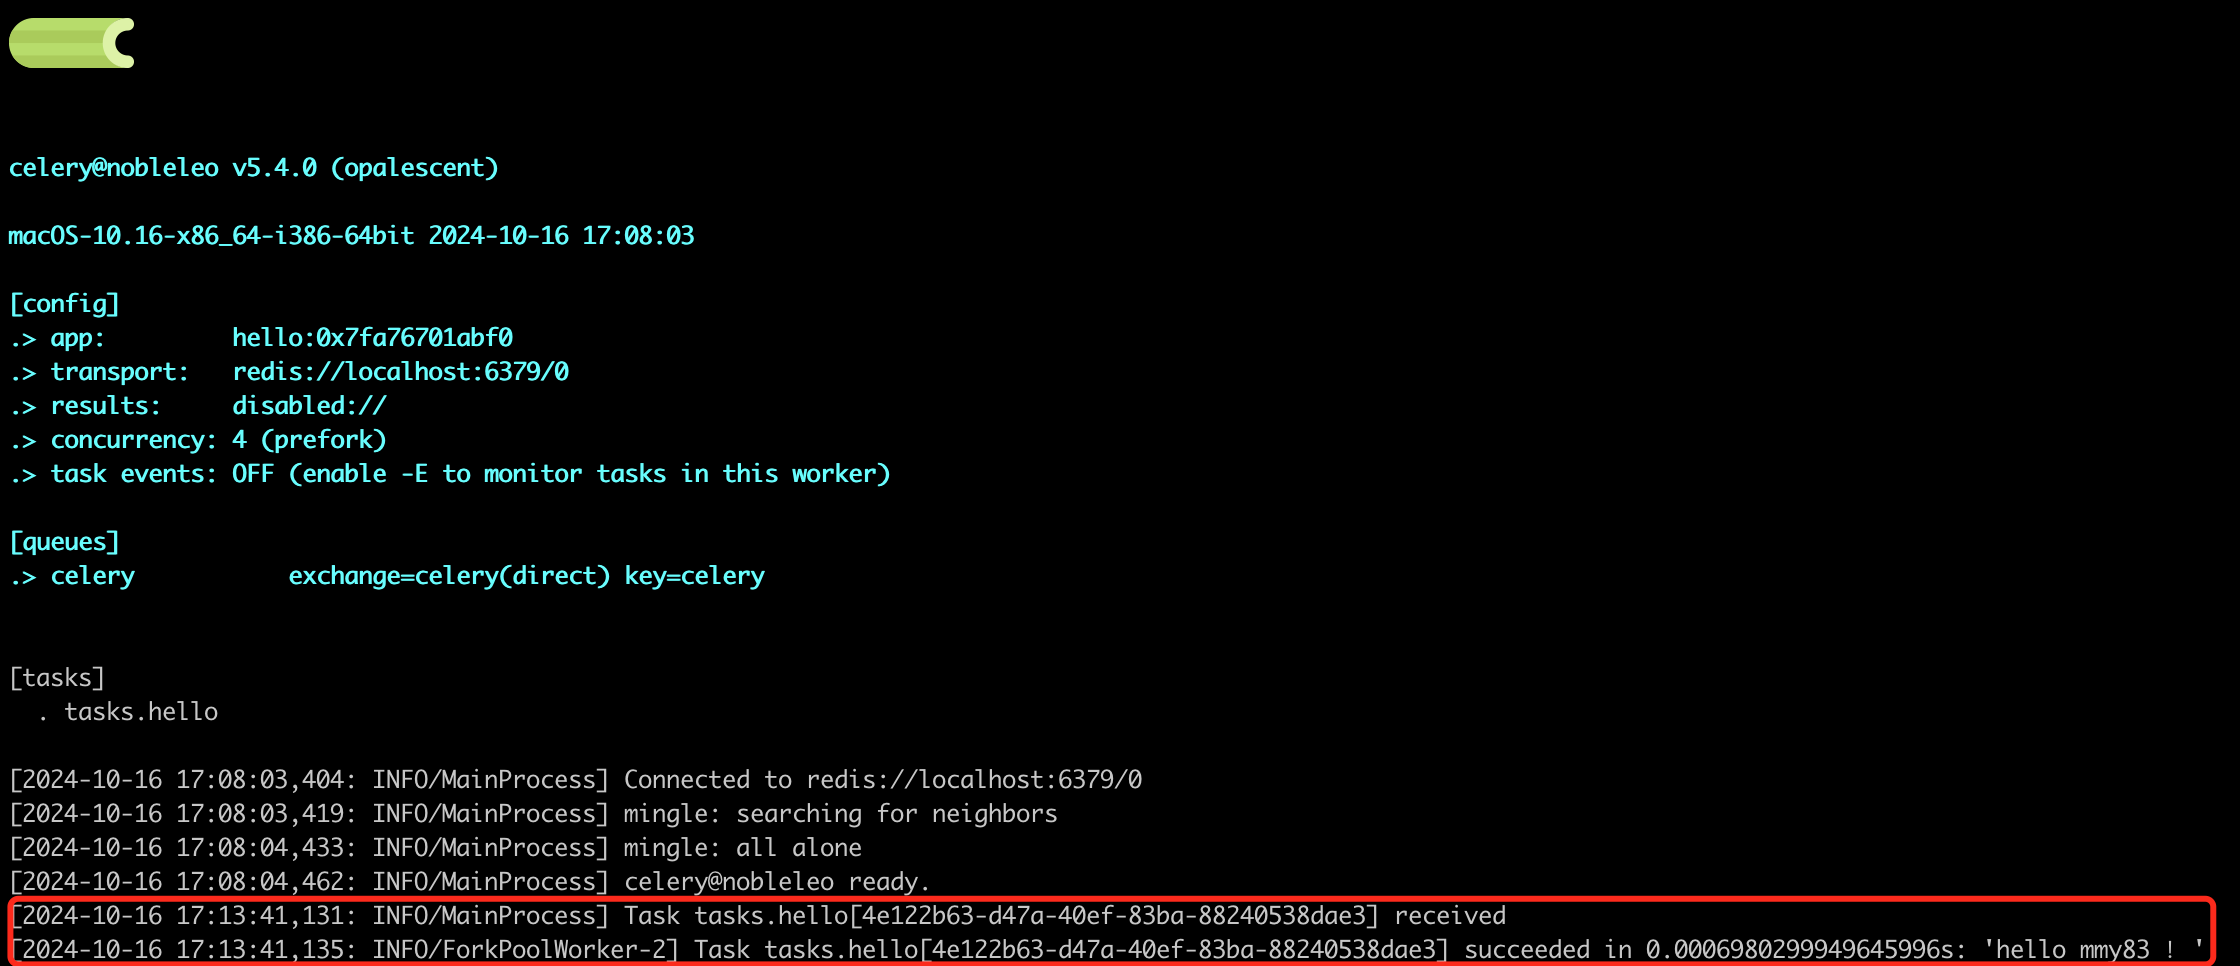 celery@nobleleo v5.4.0 (opalescent)
macOS-10.16-x86_64-i386-64bit 2024-10-16 17:08:03
[config]
.> app:         hello:0x7fa76701abf0
.> transport:   redis://localhost:6379/0
.> results:     disabled://
.> concurrency: 4 (prefork)
.> task events: OFF (enable -E to monitor tasks in this worker)
[queues]
.> celery           exchange=celery(direct) key=celery
[tasks]
  . tasks.hello
[2024-10-16 17:08:03,404: INFO/MainProcess] Connected to redis://localhost:6379/0
[2024-10-16 17:08:03,419: INFO/MainProcess] mingle: searching for neighbors
[2024-10-16 17:08:04,433: INFO/MainProcess] mingle: all alone
[2024-10-16 17:08:04,462: INFO/MainProcess] celery@nobleleo ready.
[2024-10-16 17:13:41,131: INFO/MainProcess] Task tasks.hello[4e122b63-d47a-40ef-83ba-88240538dae3] received
[2024-10-16 17:13:41,135: INFO/ForkPoolWorker-2] Task tasks.hello[4e122b63-d47a-40ef-83ba-88240538dae3] succeeded in 0.0006980299949645996s: 'hello mmy83 ! '